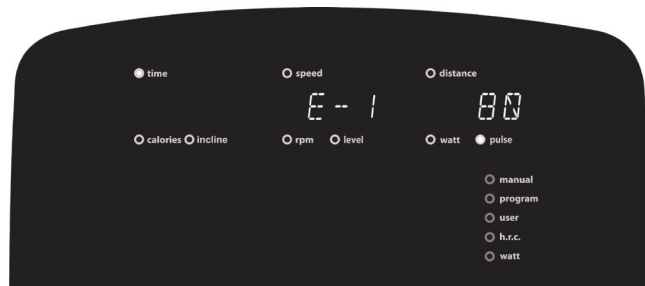 time speed distance
E-1 80
calories incline rpm level watt pulse
manual
program
user
h.r.c.
watt